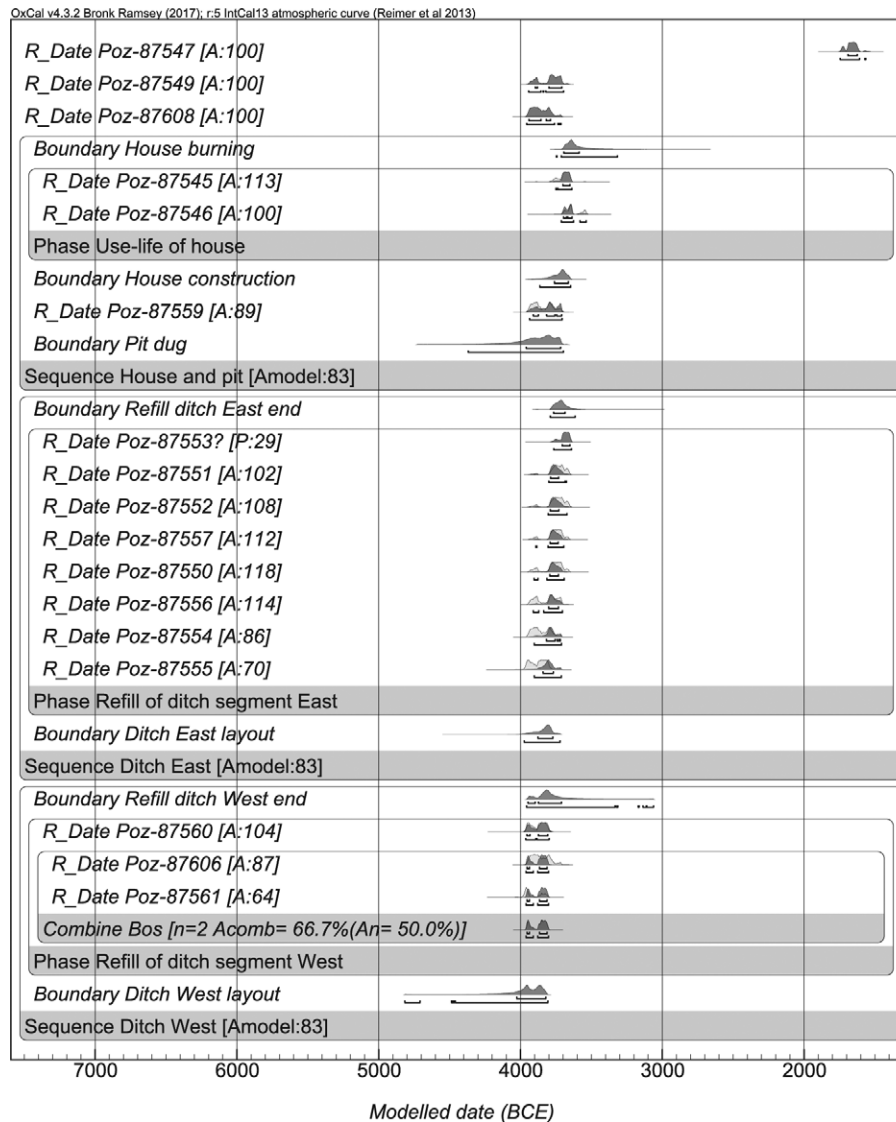 OxCal v4.3.2 Bronk Ramsey (2017); r:5 IntCal13 atmospheric curve (Reimer et al 2013)
R_Date Poz-87547 [A:100]
R_Date Poz-87549 [A:100]
R_Date Poz-87608 [A:100]
Boundary House burning
R_Date Poz-87545 [A:113]
R_Date Poz-87546 [A:100]
Phase Use-life of house
Boundary House construction
R_Date Poz-87559 [A:89]
Boundary Pit dug
Sequence House and pit [Amodel:83]
Boundary Refill ditch East end
R_Date Poz-87553? [P:29]
R_Date Poz-87551 [A:102]
R_Date Poz-87552 [A:108]
R_Date Poz-87557 [A:112]
R_Date Poz-87550 [A:118]
R_Date Poz-87556 [A:114]
R_Date Poz-87554 [A:86]
R_Date Poz-87555 [A:70]
Phase Refill of ditch segment East
Boundary Ditch East layout
Sequence Ditch East [Amodel:83]
Boundary Refill ditch West end
R_Date Poz-87560 [A:104]
R_Date Poz-87606 [A:87]
R_Date Poz-87561 [A:64]
Combine Bos [n=2 Acomb= 66.7%(An= 50.0%)]
Phase Refill of ditch segment West
Boundary Ditch West layout
Sequence Ditch West [Amodel:83]
7000 6000 5000 4000 3000 2000
Modelled date (BCE)